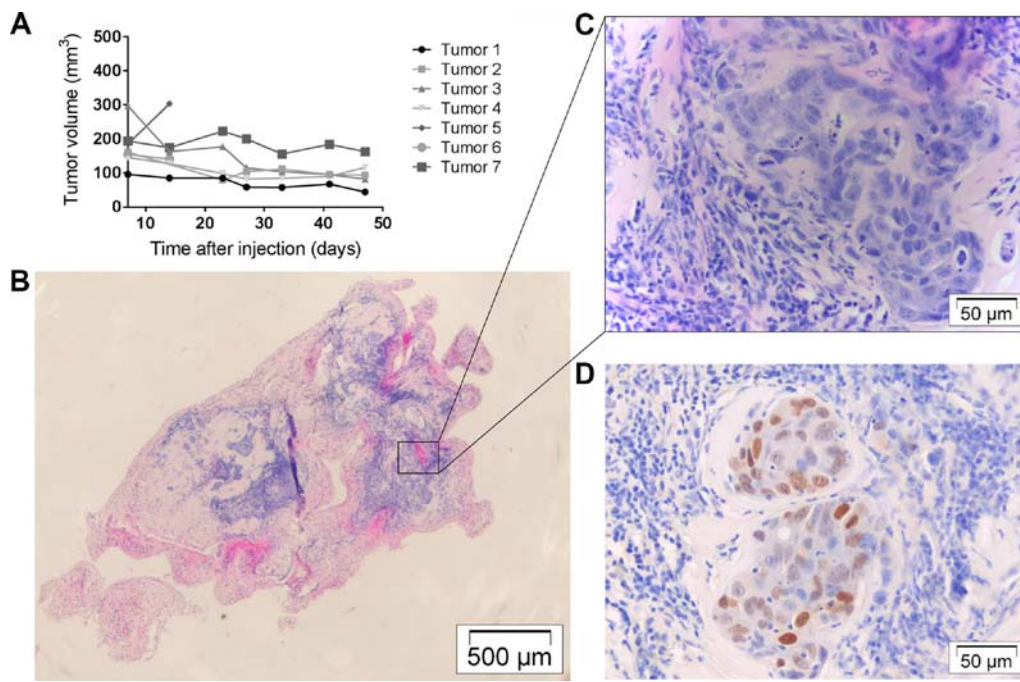 A
500
400
300
200
100
0
Tumor volume (mm³)
10 20 30 40 50
Time after injection (days)
Tumor 1
Tumor 2
Tumor 3
Tumor 4
Tumor 5
Tumor 6
Tumor 7
B
500 µm
C
50 µm
D
50 µm